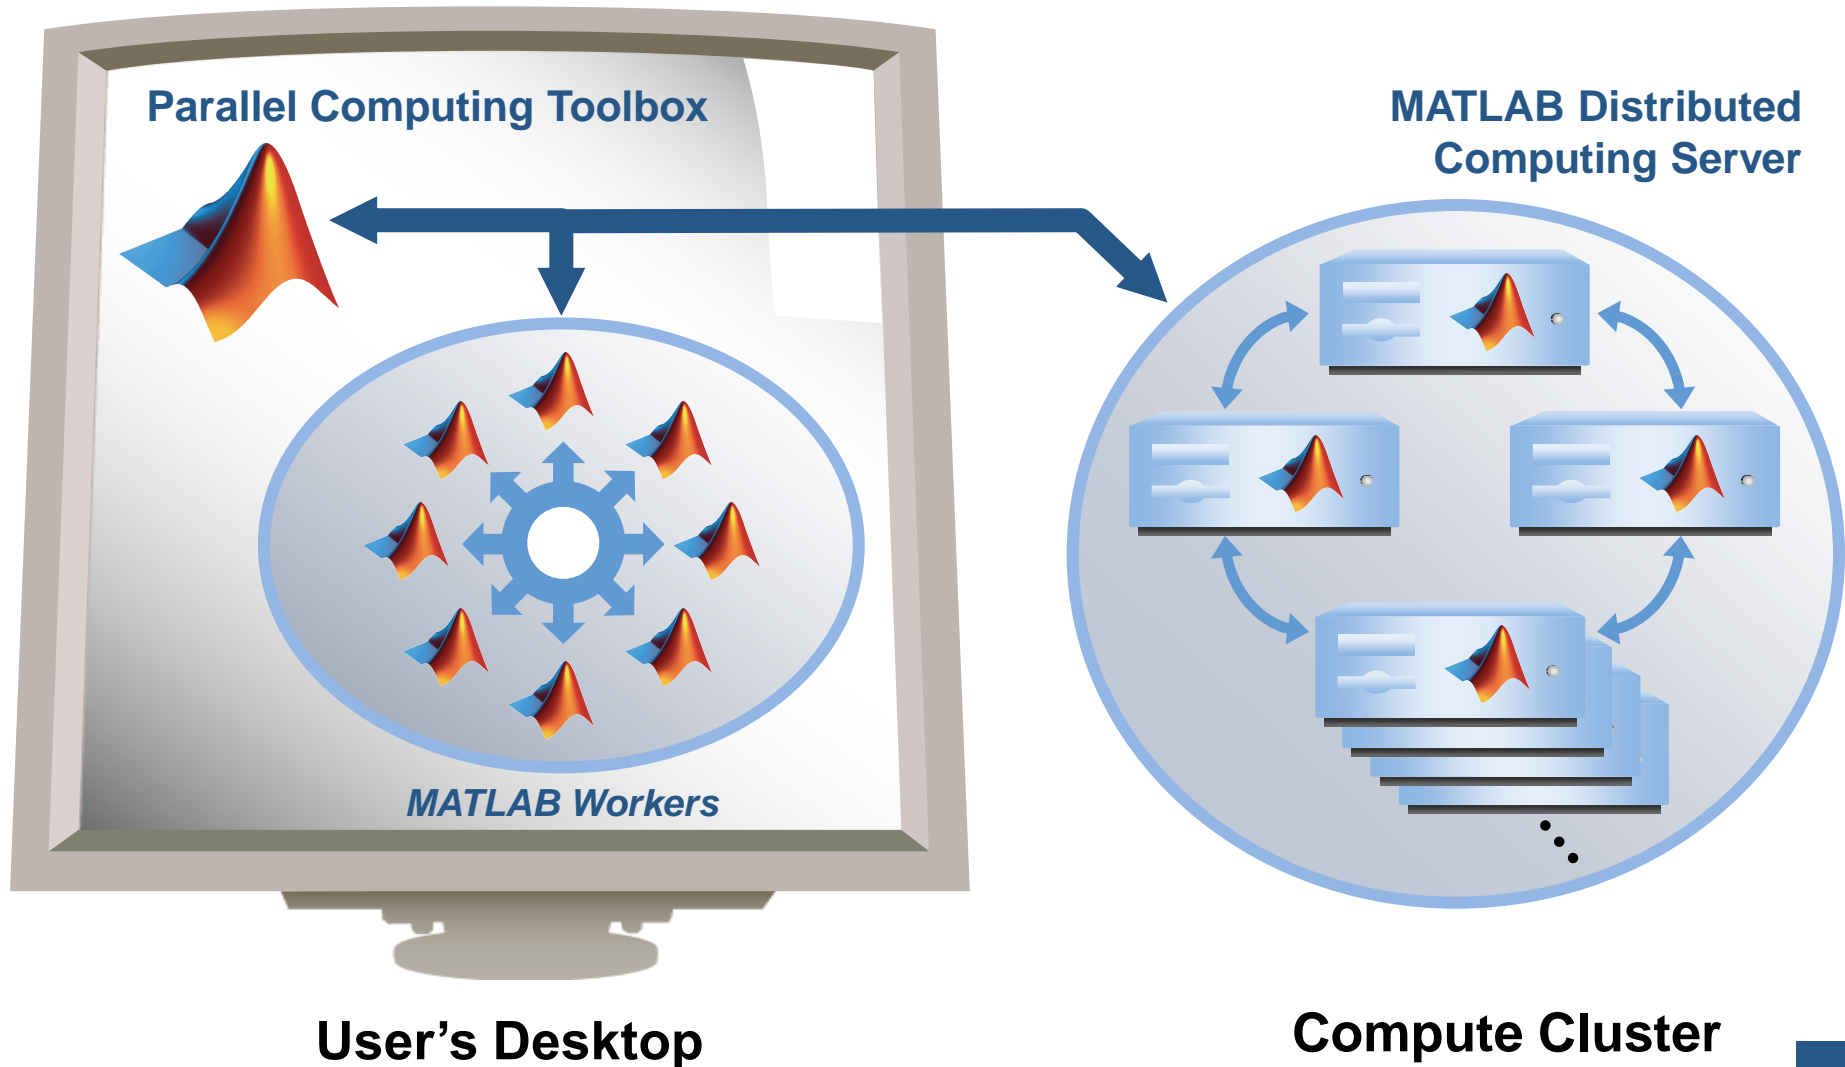 Parallel Computing Toolbox
MATLAB Distributed
Computing Server
MATLAB Workers
User’s Desktop
Compute Cluster